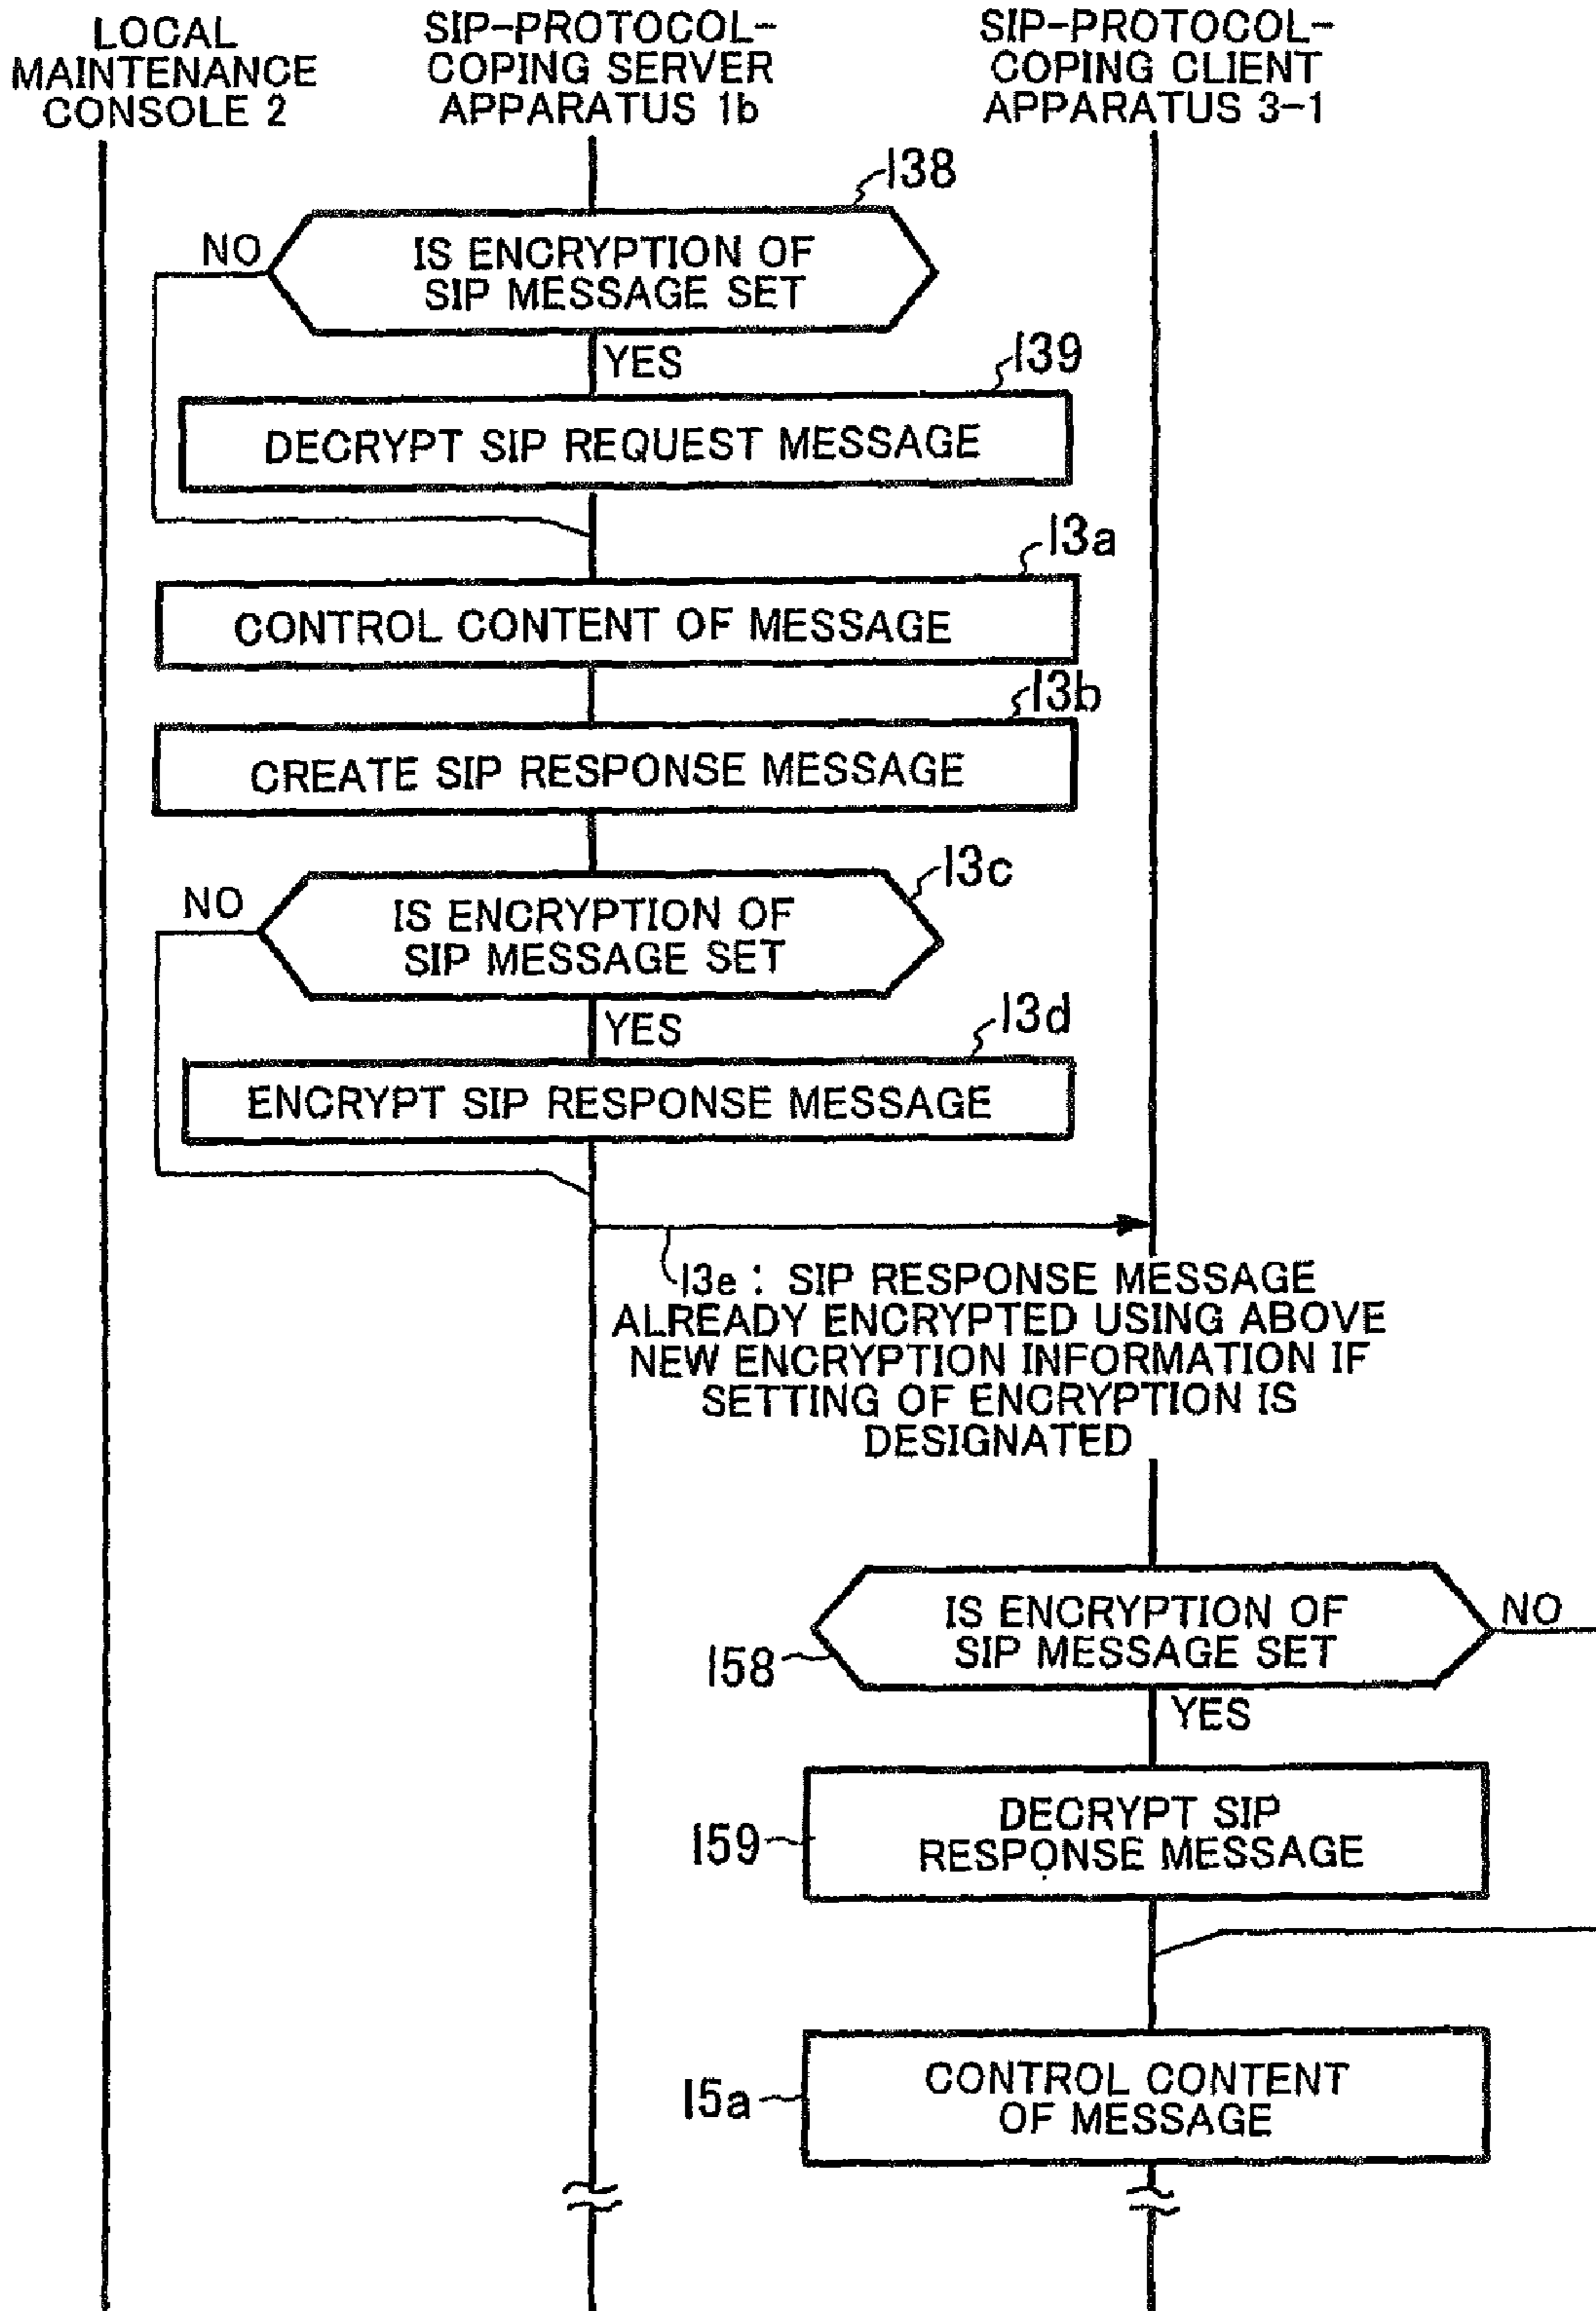 LOCAL
MAINTENANCE
CONSOLE 2
SIP-PROTOCOL-
COPING SERVER
APPARATUS 1b
SIP-PROTOCOL-
COPING CLIENT
APPARATUS 3-1
138
NO
IS ENCRYPTION OF
SIP MESSAGE SET
YES
139
DECRYPT SIP REQUEST MESSAGE
13a
CONTROL CONTENT OF MESSAGE
13b
CREATE SIP RESPONSE MESSAGE
13c
NO
IS ENCRYPTION OF
SIP MESSAGE SET
YES
13d
ENCRYPT SIP RESPONSE MESSAGE
13e : SIP RESPONSE MESSAGE
ALREADY ENCRYPTED USING ABOVE
NEW ENCRYPTION INFORMATION IF
SETTING OF ENCRYPTION IS
DESIGNATED
IS ENCRYPTION OF
SIP MESSAGE SET
NO
158
YES
DECRYPT SIP
RESPONSE MESSAGE
159
CONTROL CONTENT
OF MESSAGE
15a